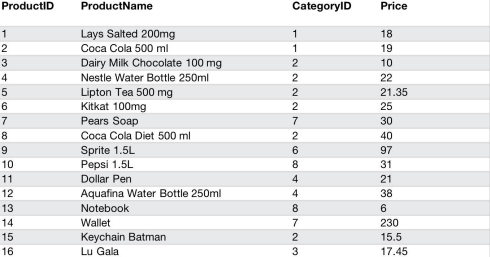 ProductID ProductName CategoryID Price
1 Lays Salted 200mg 1 18
2 Coca Cola 500 ml 1 19
3 Dairy Milk Chocolate 100 mg 2 10
4 Nestle Water Bottle 250ml 2 22
5 Lipton Tea 500 mg 2 21.35
6 Kitkat 100mg 2 25
7 Pears Soap 7 30
8 Coca Cola Diet 500 ml 2 40
9 Sprite 1.5L 6 97
10 Pepsi 1.5L 8 31
11 Dollar Pen 4 21
12 Aquafina Water Bottle 250ml 4 38
13 Notebook 8 6
14 Wallet 7 230
15 Keychain Batman 2 15.5
16 Lu Gala 3 17.45